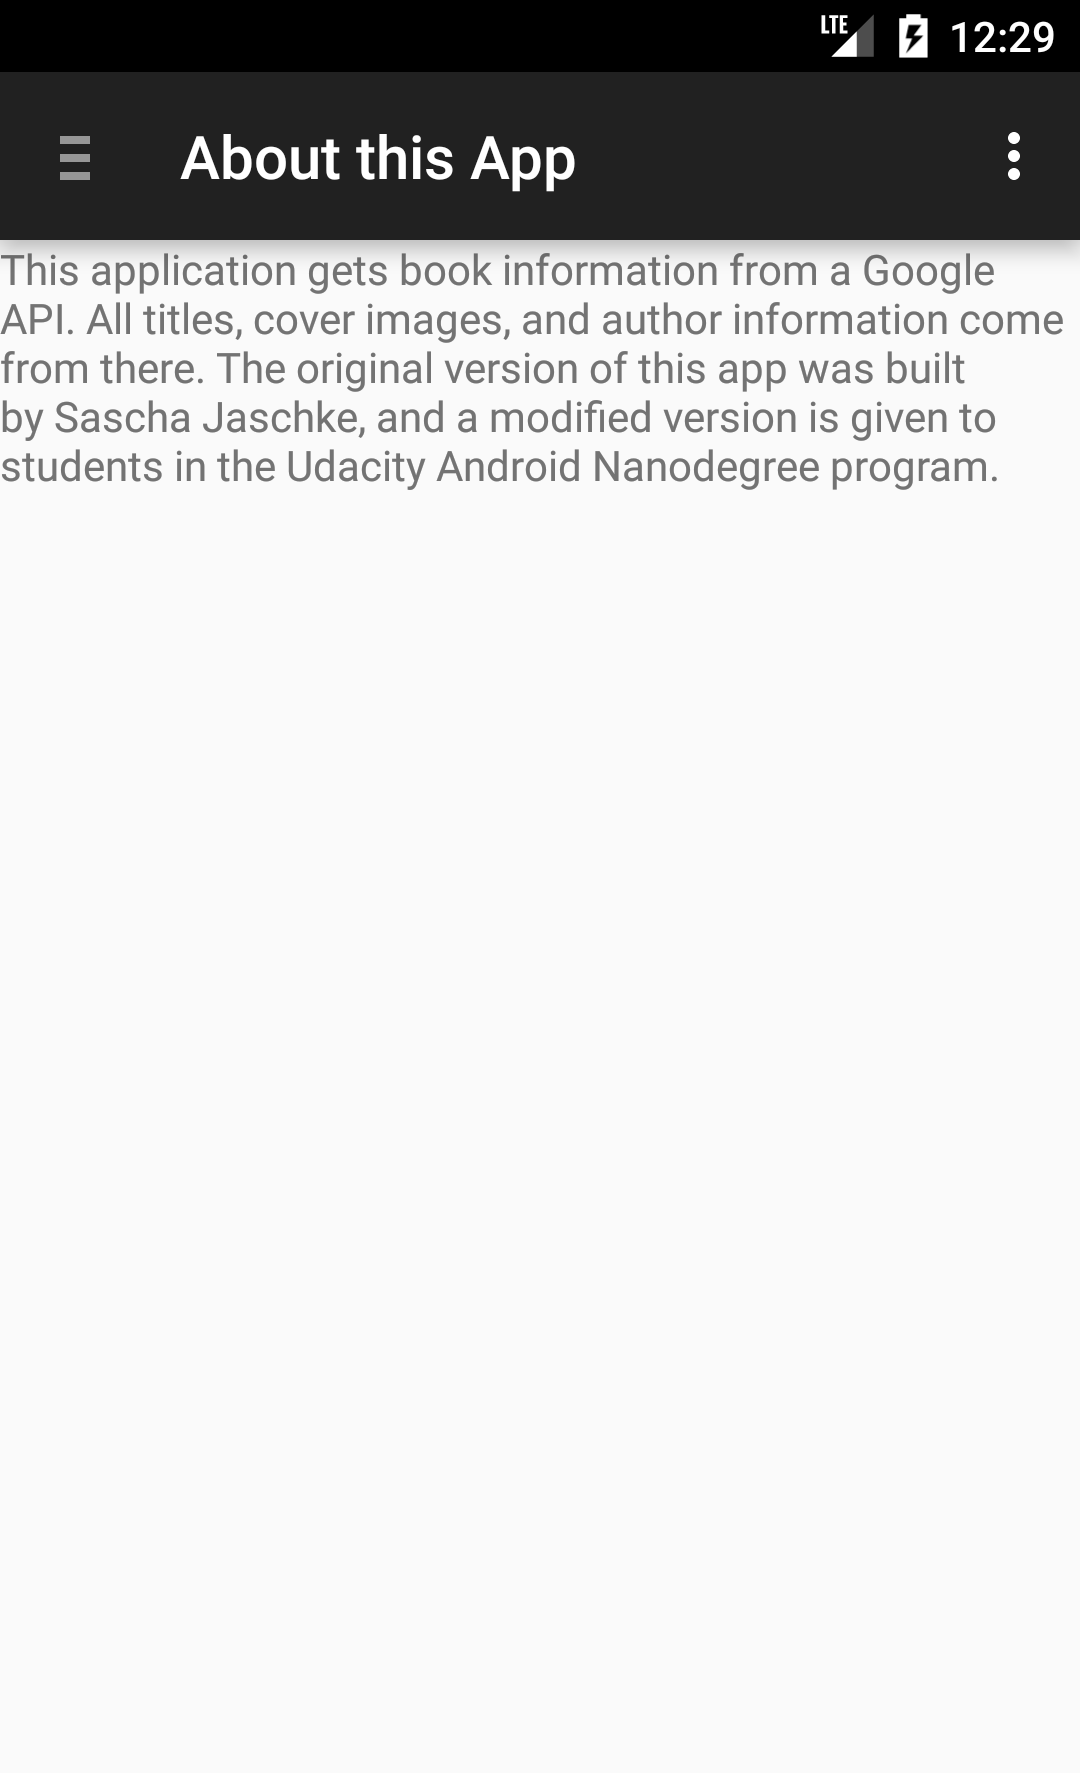 LTE 12:29
About this App
This application gets book information from a Google
API. All titles, cover images, and author information come
from there. The original version of this app was built
by Sascha Jaschke, and a modified version is given to
students in the Udacity Android Nanodegree program.